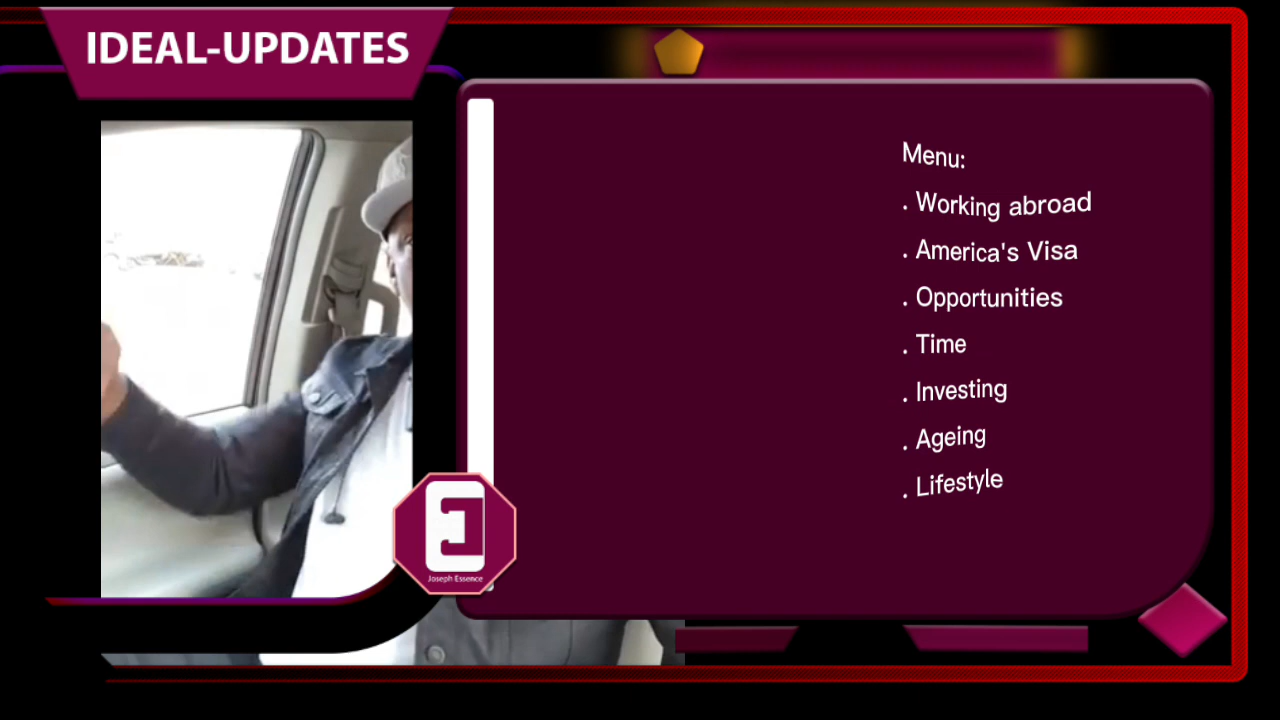 IDEAL-UPDATES
Menu:
. Working abroad
. America's Visa
. Opportunities
. Time
. Investing
. Ageing
. Lifestyle
Joseph Essence